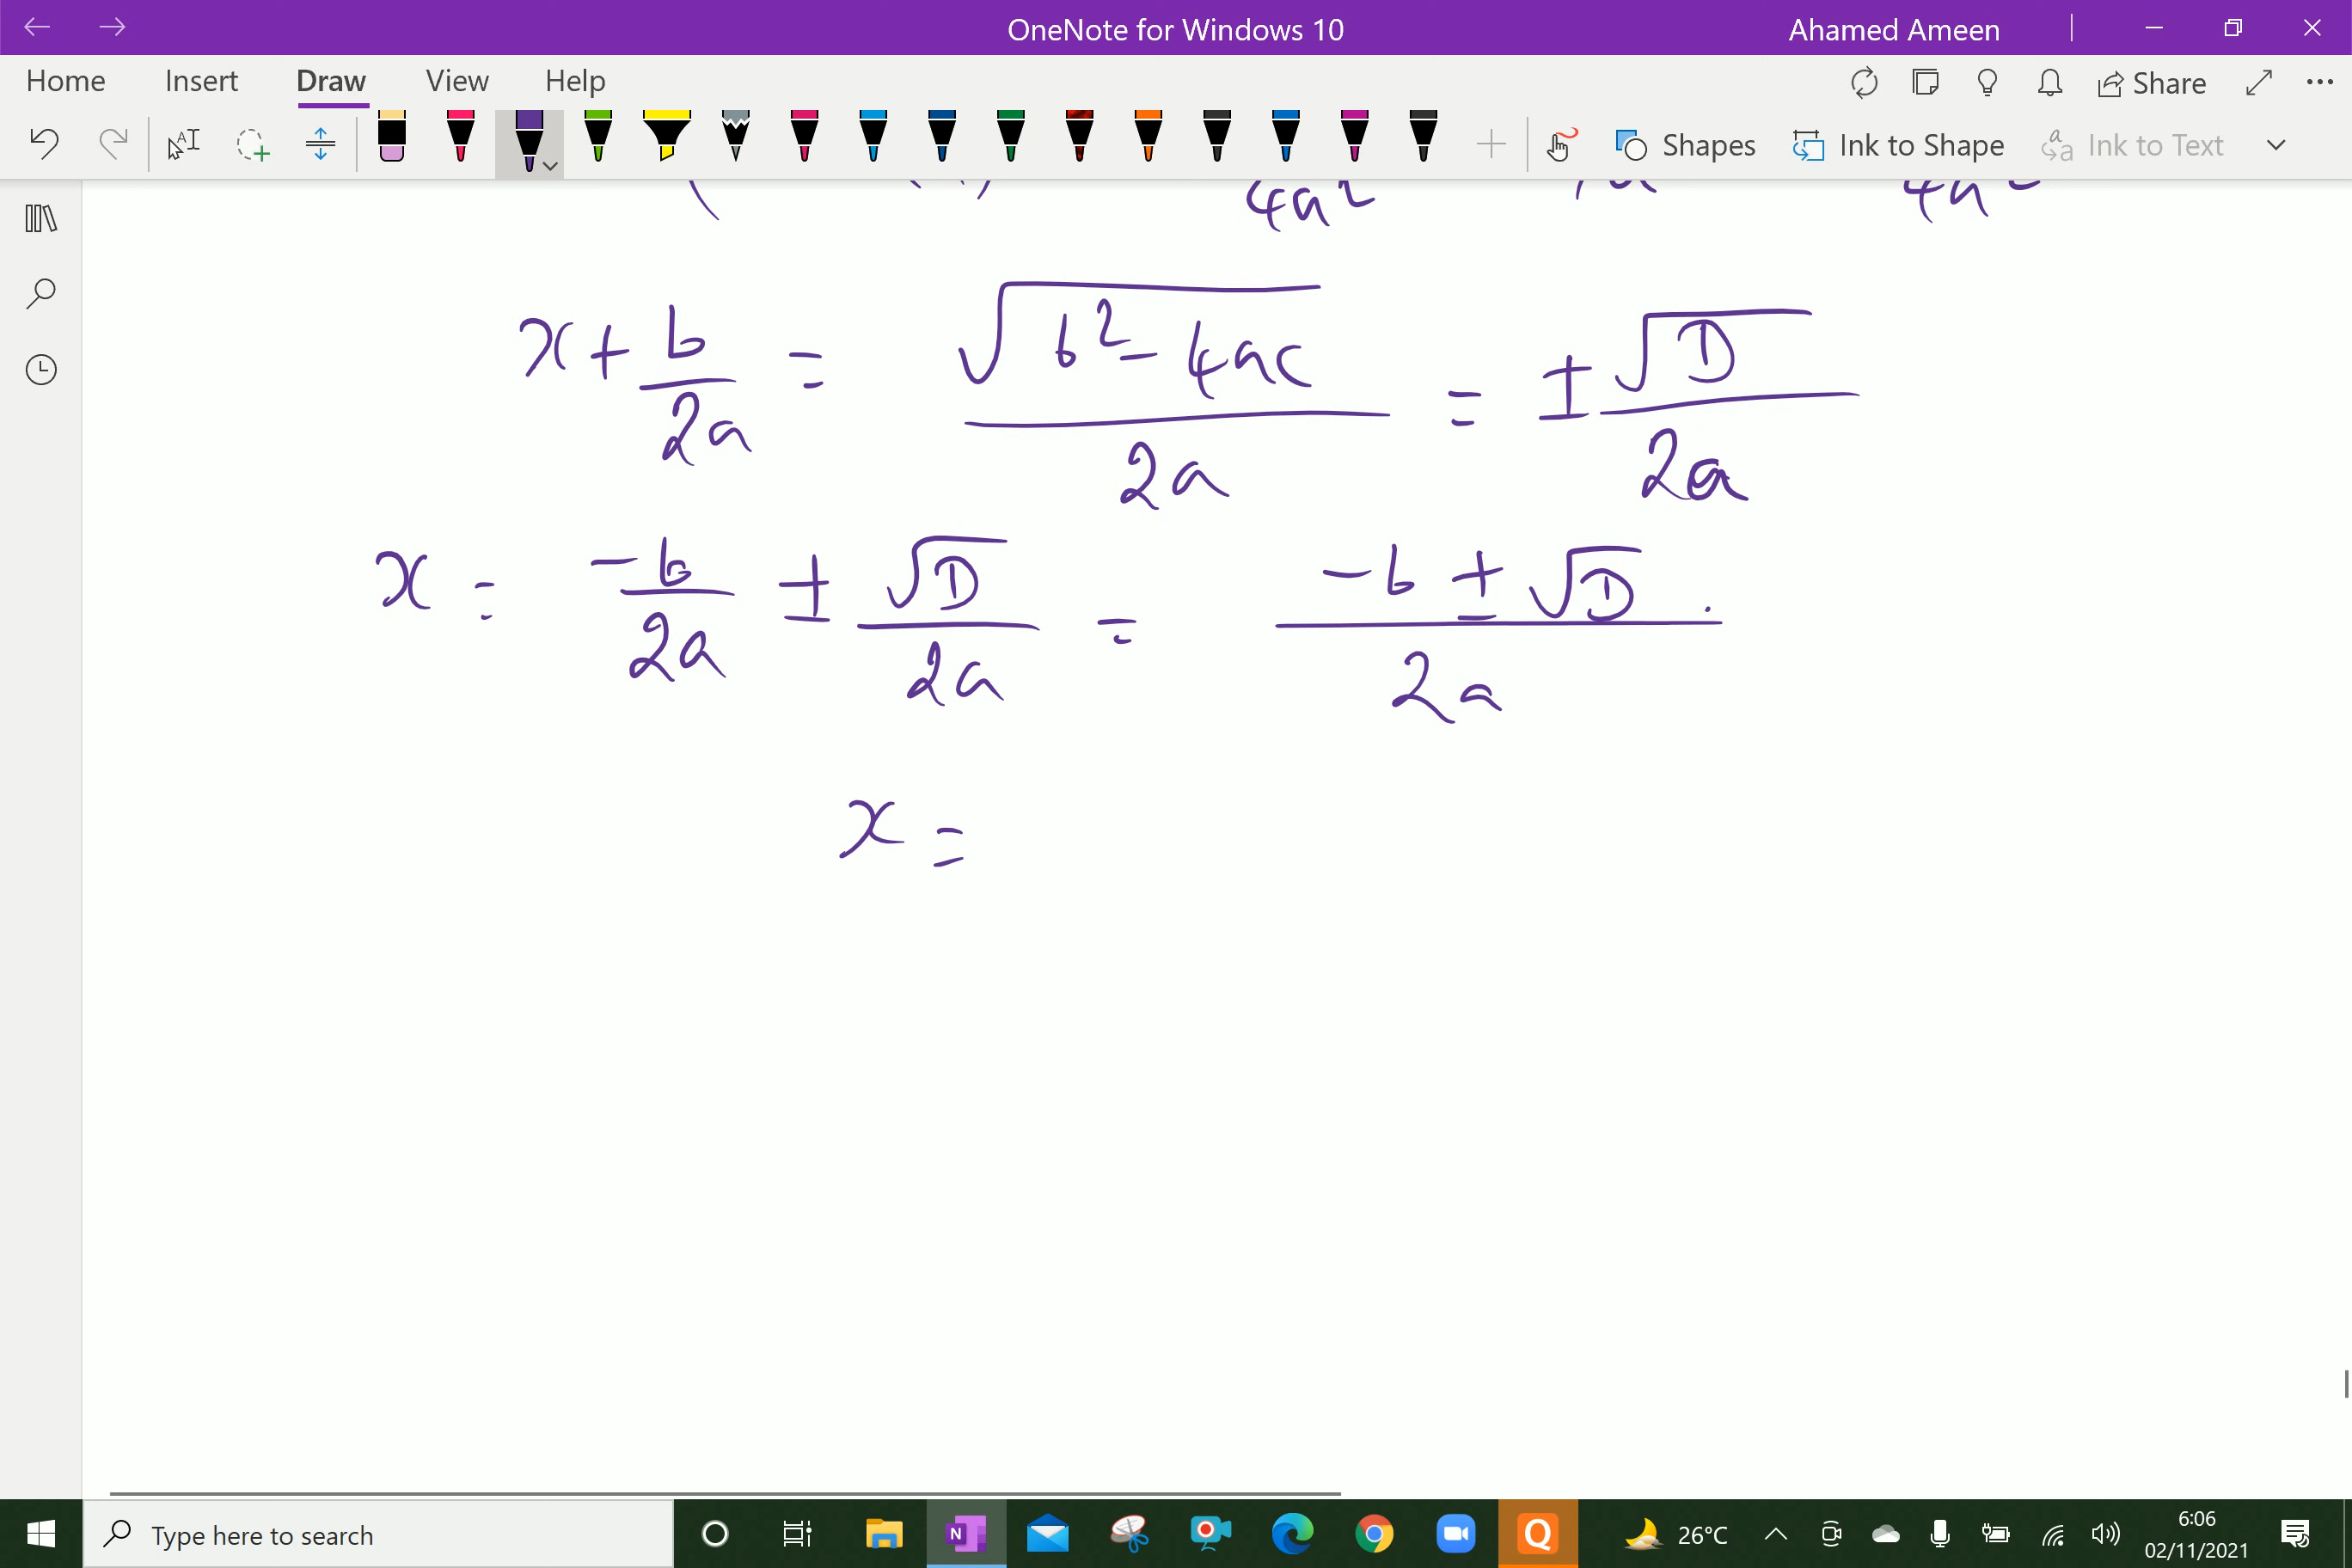 OneNote for Windows 10 Ahamed Ameen
Home Insert Draw View Help Share
Shapes Ink to Shape Ink to Text
4a² 4a²
x + b/2a = √(b² - 4ac)/2a = ± √D/2a
x = -b/2a ± √D/2a = (-b ± √D)/2a
x =
Type here to search 26°C 6:06
02/11/2021